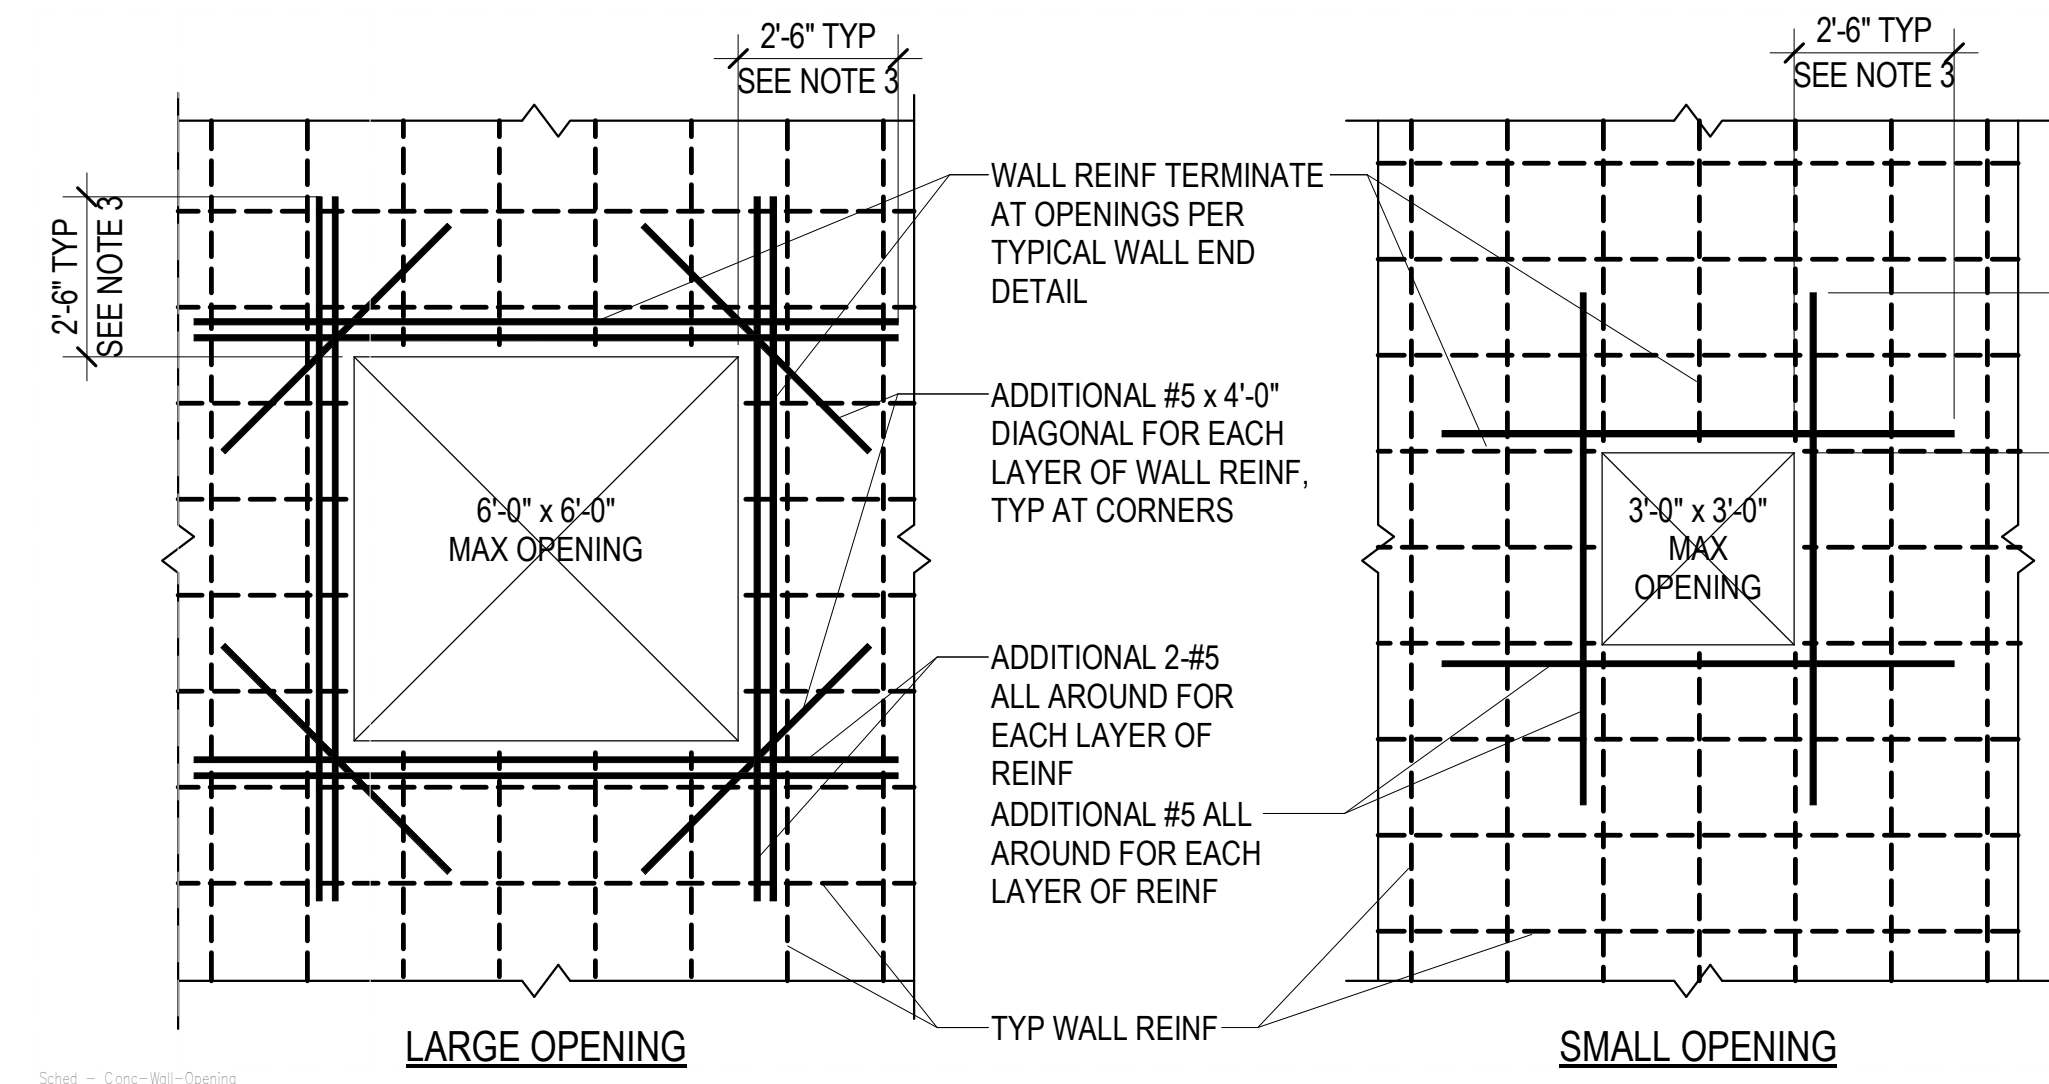 2'-6" TYP
SEE NOTE 3
2'-6" TYP
SEE NOTE 3
2'-6" TYP
SEE NOTE 3
WALL REINF TERMINATE
AT OPENINGS PER
TYPICAL WALL END
DETAIL
ADDITIONAL #5 x 4'-0"
DIAGONAL FOR EACH
LAYER OF WALL REINF,
TYP AT CORNERS
6'-0" x 6'-0"
MAX OPENING
3'-0" x 3'-0"
MAX
OPENING
ADDITIONAL 2-#5
ALL AROUND FOR
EACH LAYER OF
REINF
ADDITIONAL #5 ALL
AROUND FOR EACH
LAYER OF REINF
TYP WALL REINF
LARGE OPENING
SMALL OPENING
Sched - Conc-Wall-Opening